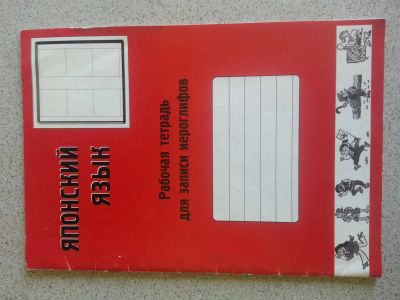 ЯПОНСКИЙ
ЯЗЫК
Рабочая тетрадь
для записи иероглифов